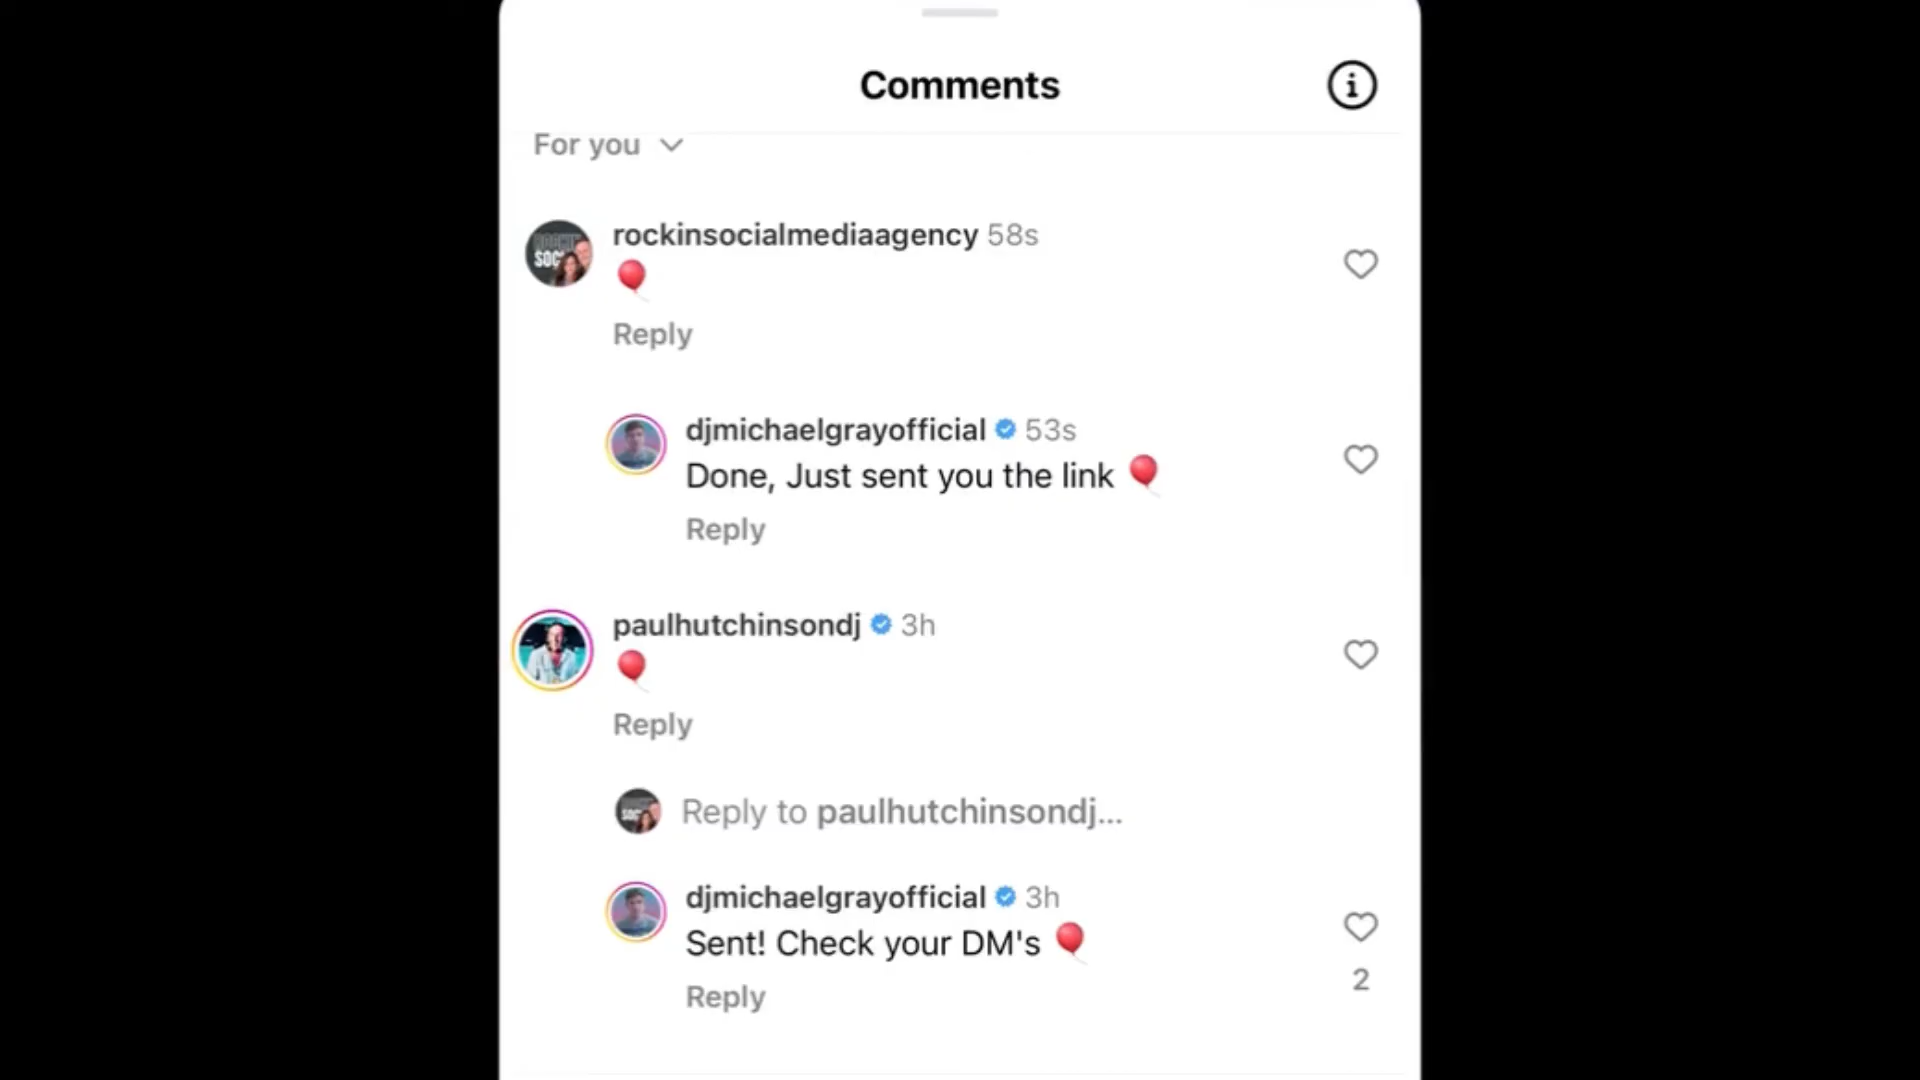 Comments
For you
rockinsocialmediaagency 58s
🎈
Reply
djmichaelgrayofficial 53s
Done, Just sent you the link 🎈
Reply
paulhutchinsondj 3h
🎈
Reply
Reply to paulhutchinsondj...
djmichaelgrayofficial 3h
Sent! Check your DM's 🎈
2
Reply